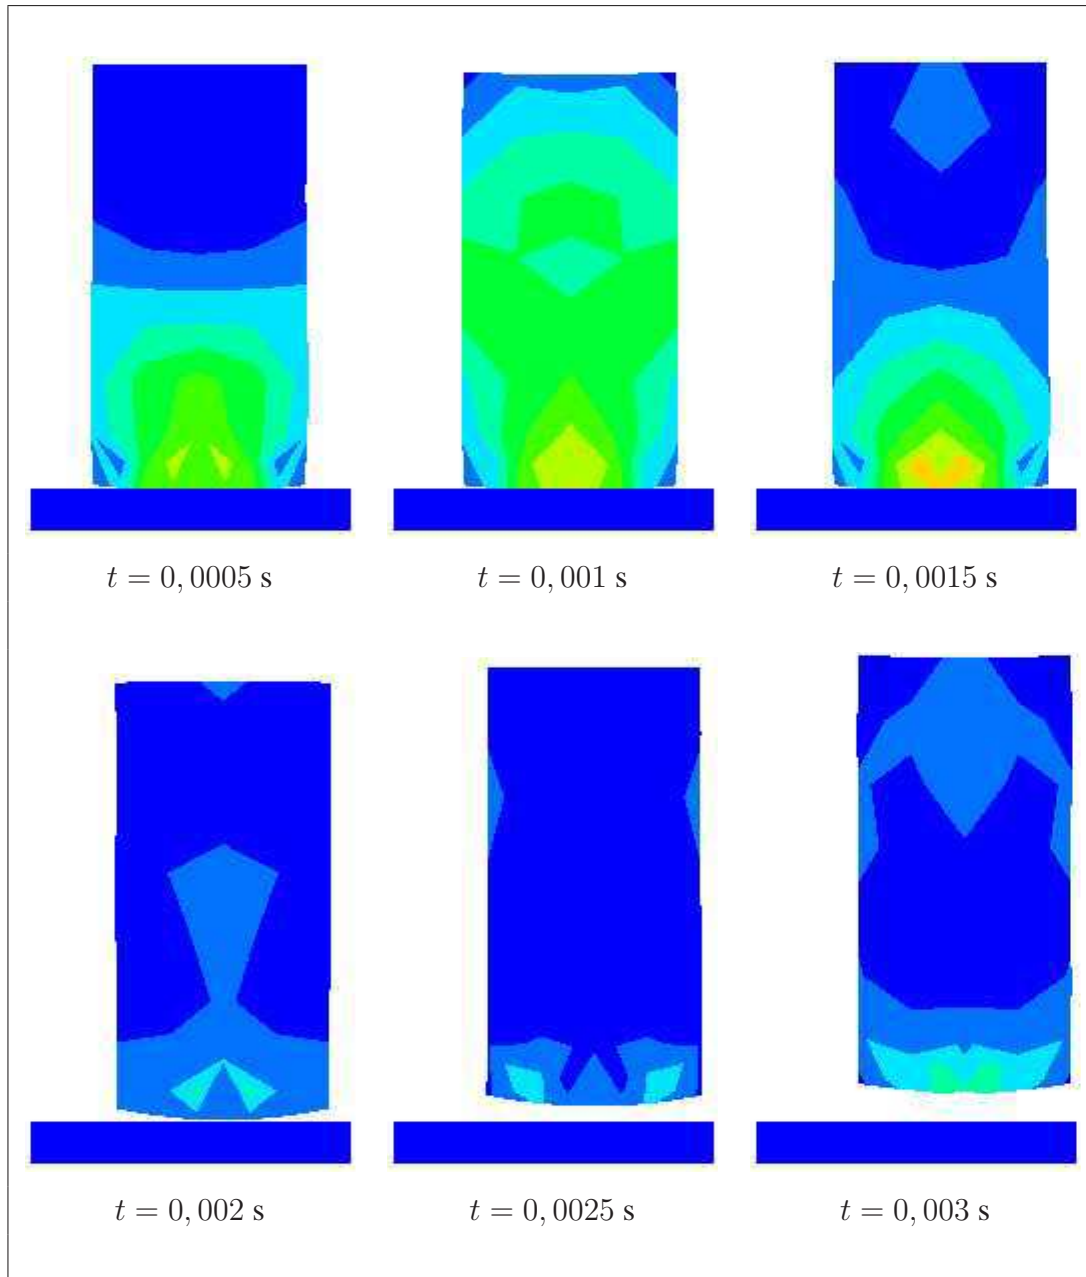 t = 0, 0005 s
t = 0, 001 s
t = 0, 0015 s
t = 0, 002 s
t = 0, 0025 s
t = 0, 003 s